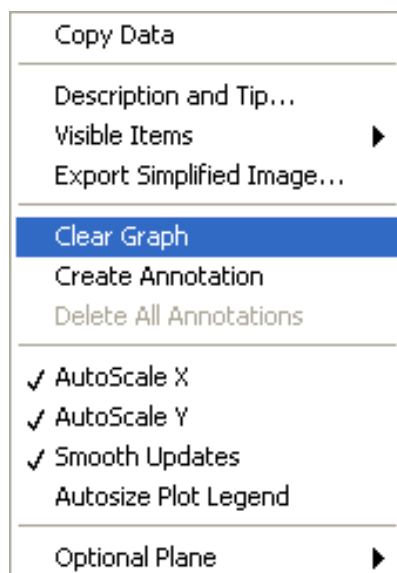 Copy Data
Description and Tip...
Visible Items
Export Simplified Image...
Clear Graph
Create Annotation
Delete All Annotations
AutoScale X
AutoScale Y
Smooth Updates
Autosize Plot Legend
Optional Plane